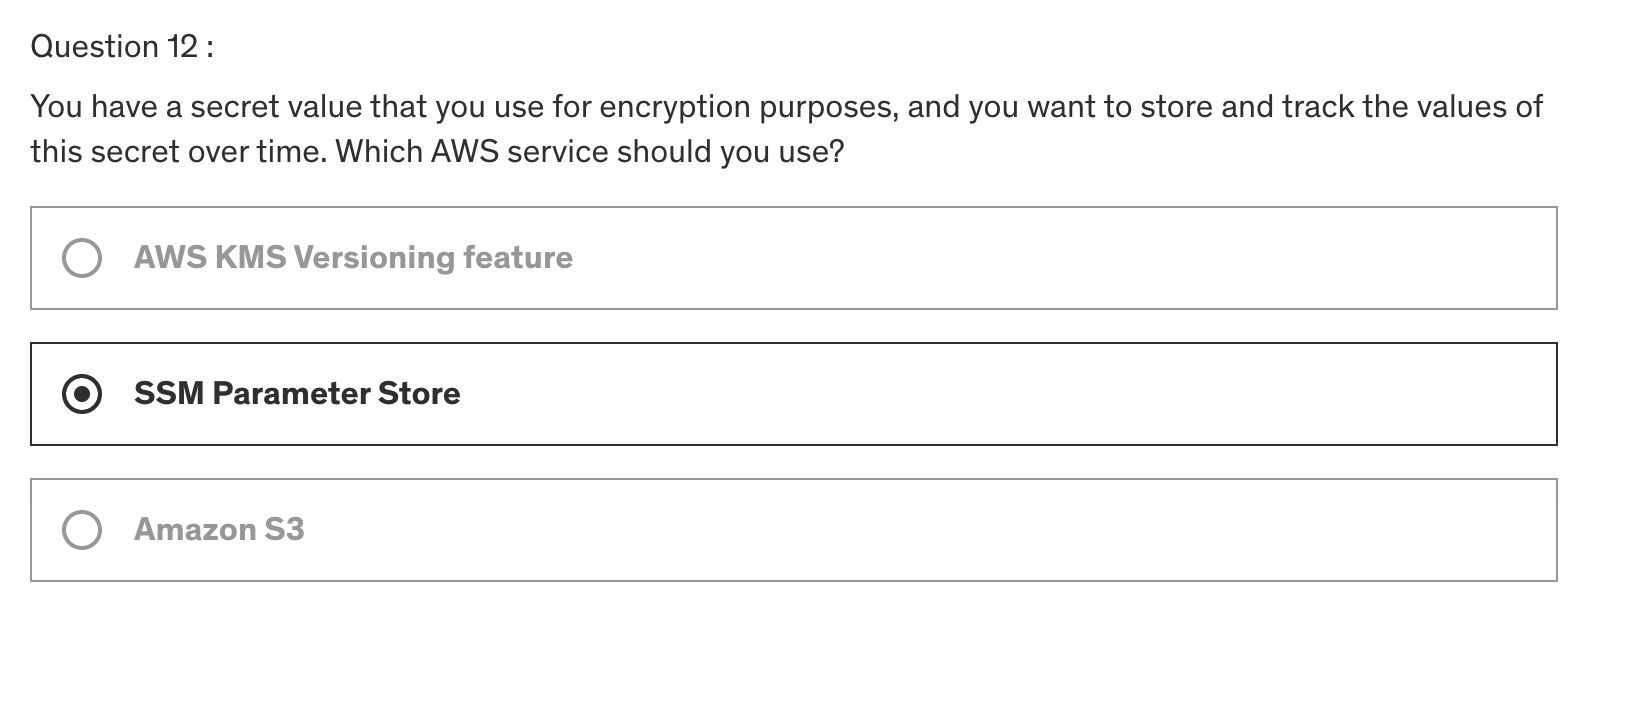 Question 12 :
You have a secret value that you use for encryption purposes, and you want to store and track the values of
this secret over time. Which AWS service should you use?
AWS KMS Versioning feature
SSM Parameter Store
Amazon S3